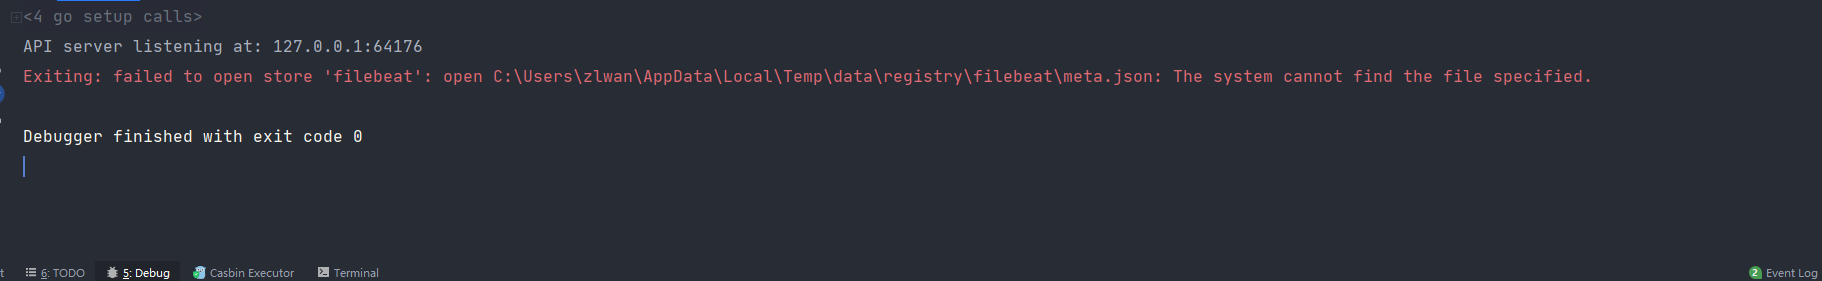 <4 go setup calls>
API server listening at: 127.0.0.1:64176
Exiting: failed to open store 'filebeat': open C:\Users\zlwan\AppData\Local\Temp\data\registry\filebeat\meta.json: The system cannot find the file specified.
Debugger finished with exit code 0
t 6: TODO 5: Debug Casbin Executor Terminal 2 Event Log